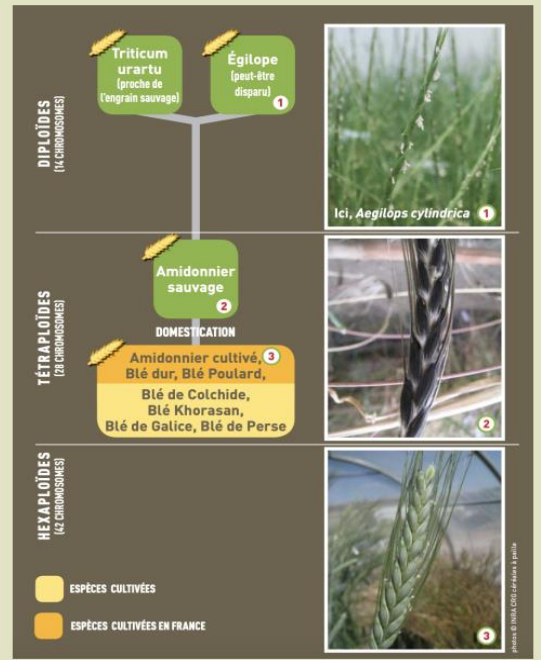 DIPLOÏDES
(14 CHROMOSOMES)
Triticum
urartu
(proche de
l'engrain sauvage)
Égilope
(peut-être
disparu)
1
Ici, Aegilops cylindrica 1
TÉTRAPLOÏDES
(28 CHROMOSOMES)
Amidonnier
sauvage
2
DOMESTICATION
Amidonnier cultivé, 3
Blé dur, Blé Poulard,
Blé de Colchide,
Blé Khorasan,
Blé de Galice, Blé de Perse
2
HEXAPLOÏDES
(42 CHROMOSOMES)
ESPÈCES CULTIVÉES
ESPÈCES CULTIVÉES EN FRANCE
3
photos © INRA CRG céréales à paille